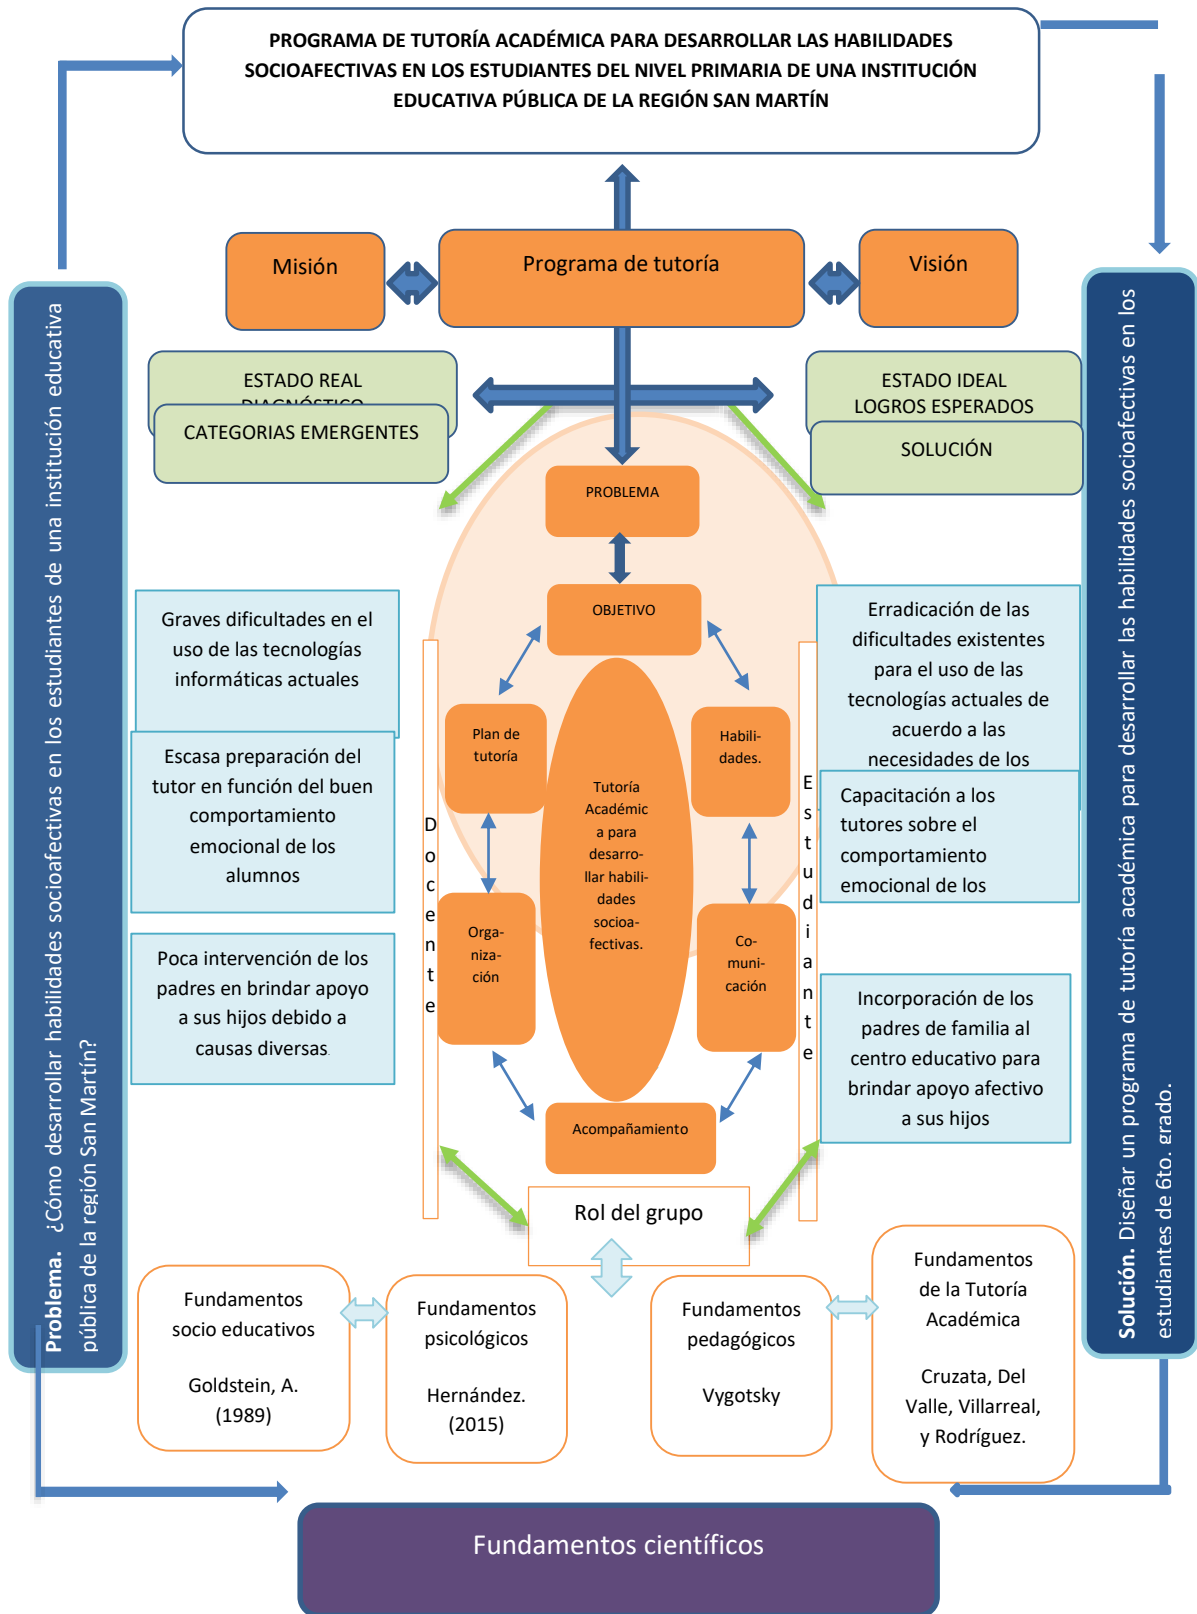 PROGRAMA DE TUTORÍA ACADÉMICA PARA DESARROLLAR LAS HABILIDADES
SOCIOAFECTIVAS EN LOS ESTUDIANTES DEL NIVEL PRIMARIA DE UNA INSTITUCIÓN
EDUCATIVA PÚBLICA DE LA REGIÓN SAN MARTÍN
Misión
Programa de tutoría
Visión
ESTADO REAL
DIAGNÓSTICO
CATEGORIAS EMERGENTES
ESTADO IDEAL
LOGROS ESPERADOS
SOLUCIÓN
Problema. ¿Cómo desarrollar habilidades socioafectivas en los estudiantes de una institución educativa
pública de la región San Martín?
Graves dificultades en el
uso de las tecnologías
informáticas actuales
Escasa preparación del
tutor en función del buen
comportamiento
emocional de los
alumnos
Poca intervención de los
padres en brindar apoyo
a sus hijos debido a
causas diversas.
Docente
PROBLEMA
OBJETIVO
Plan de
tutoría
Habili-
dades.
Tutoría
Académic
a para
desarro-
llar habili-
dades
socioa-
fectivas.
Orga-
niza-
ción
Co-
muni-
cación
Acompañamiento
Estudiante
Erradicación de las
dificultades existentes
para el uso de las
tecnologías actuales de
acuerdo a las
necesidades de los
Capacitación a los
tutores sobre el
comportamiento
emocional de los
Incorporación de los
padres de familia al
centro educativo para
brindar apoyo afectivo
a sus hijos
Solución. Diseñar un programa de tutoría académica para desarrollar las habilidades socioafectivas en los
estudiantes de 6to. grado.
Rol del grupo
Fundamentos
socio educativos
Goldstein, A.
(1989)
Fundamentos
psicológicos
Hernández.
(2015)
Fundamentos
pedagógicos
Vygotsky
Fundamentos
de la Tutoría
Académica
Cruzata, Del
Valle, Villarreal,
y Rodríguez.
Fundamentos científicos